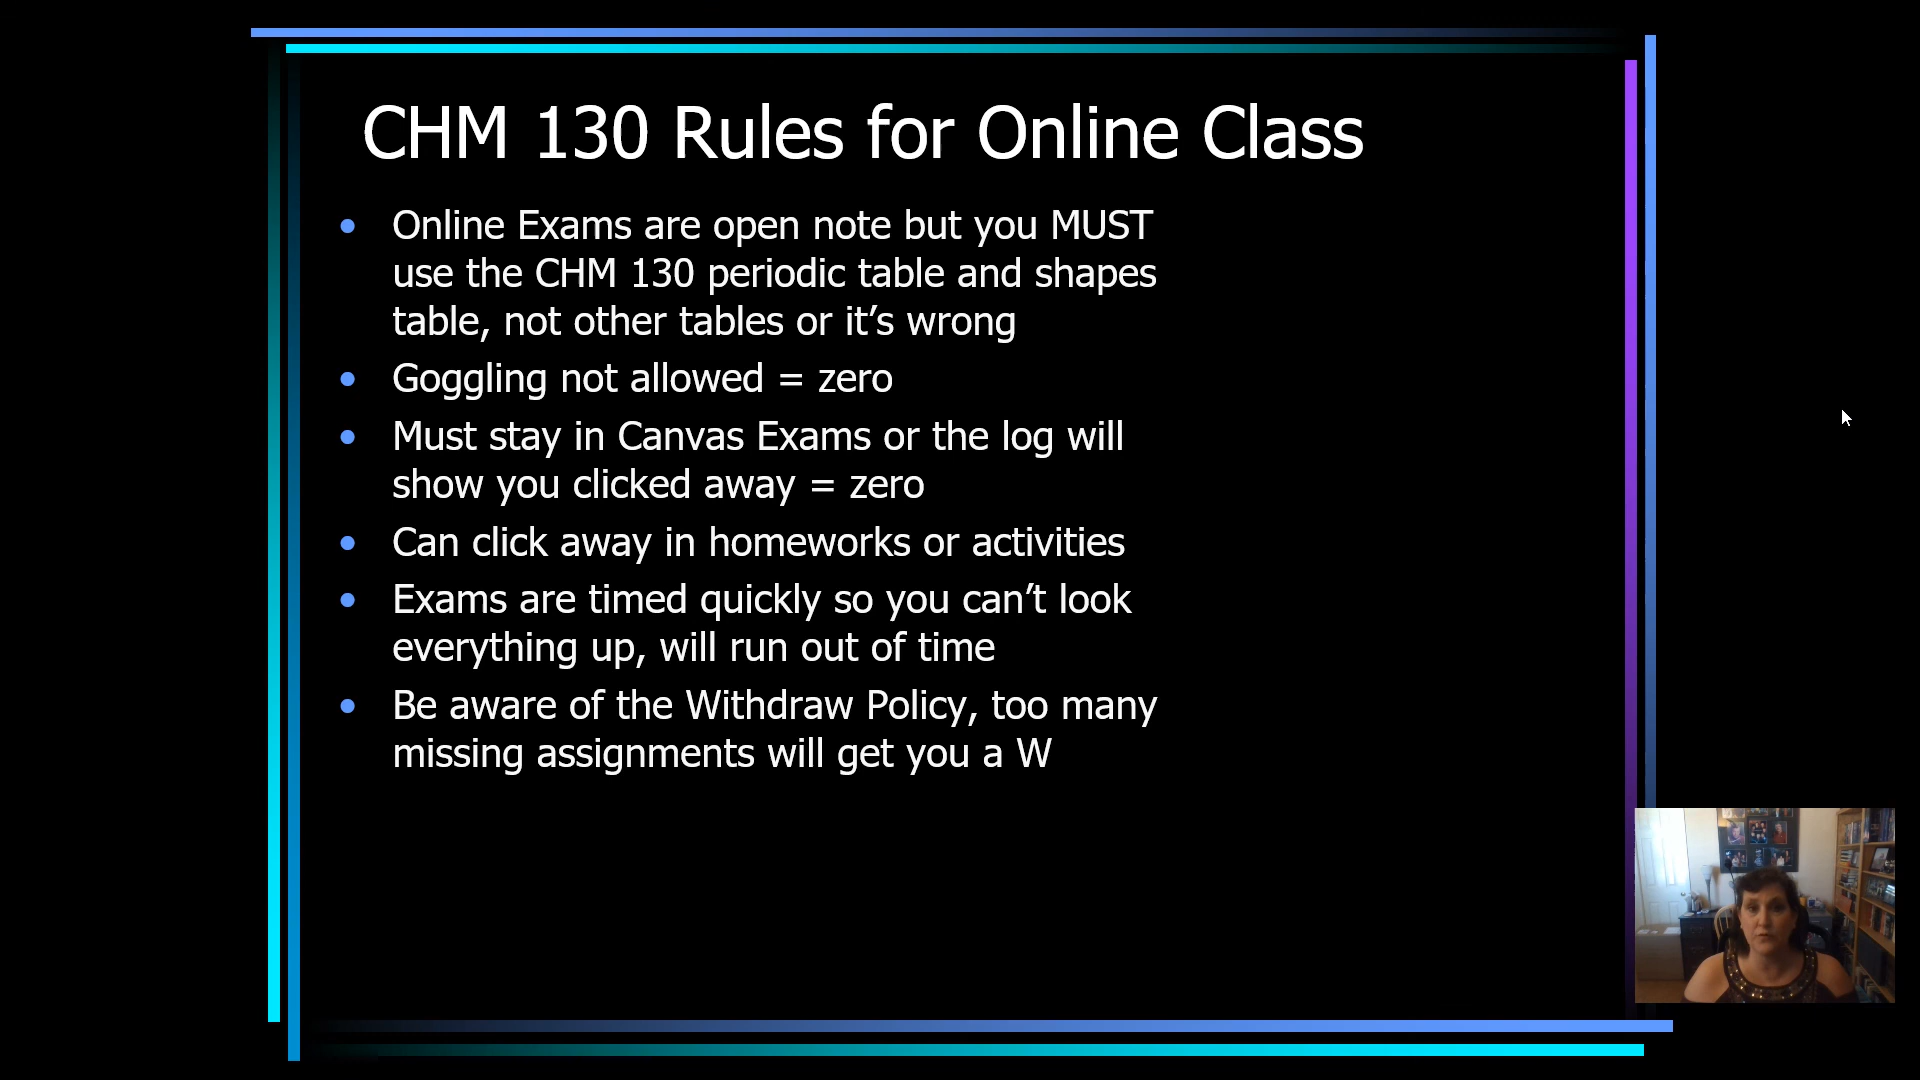 CHM 130 Rules for Online Class
• Online Exams are open note but you MUST
use the CHM 130 periodic table and shapes
table, not other tables or it’s wrong
• Goggling not allowed = zero
• Must stay in Canvas Exams or the log will
show you clicked away = zero
• Can click away in homeworks or activities
• Exams are timed quickly so you can’t look
everything up, will run out of time
• Be aware of the Withdraw Policy, too many
missing assignments will get you a W